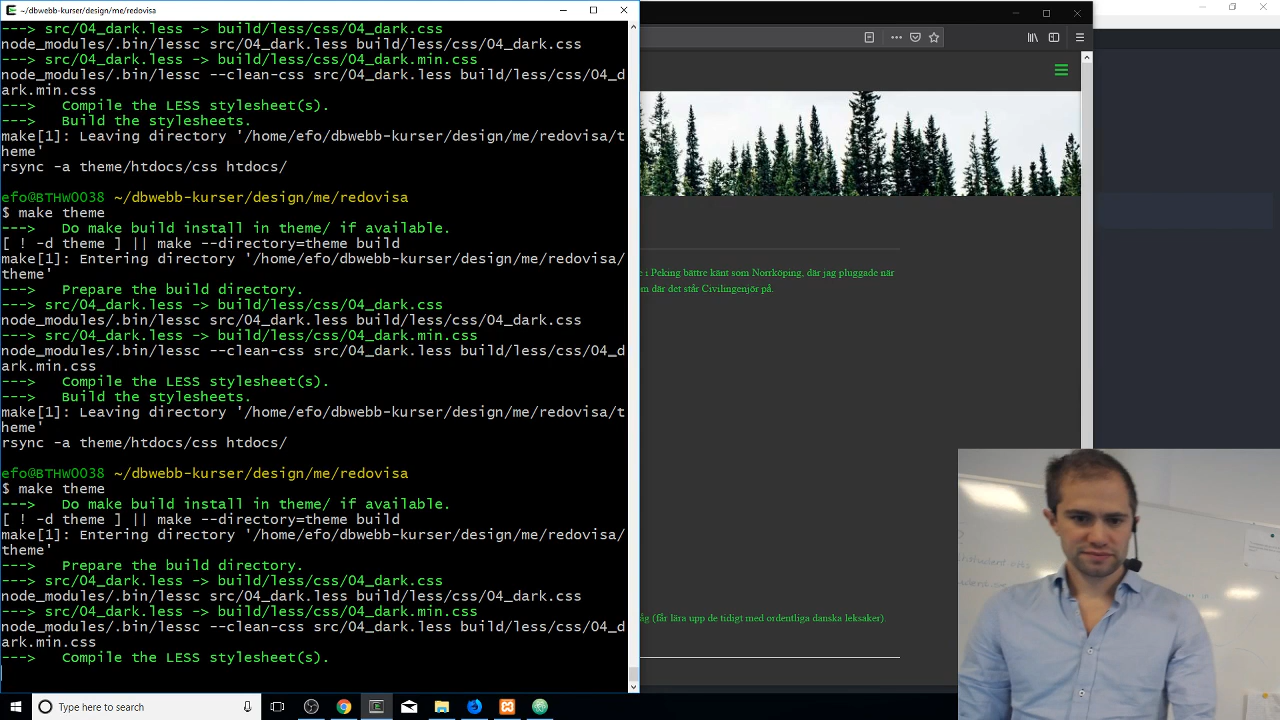 ~/dbwebb-kurser/design/me/redovisa
---> src/04_dark.less -> build/less/css/04_dark.css
node_modules/.bin/lessc src/04_dark.less build/less/css/04_dark.css
---> src/04_dark.less -> build/less/css/04_dark.min.css
node_modules/.bin/lessc --clean-css src/04_dark.less build/less/css/04_d
ark.min.css
---> Compile the LESS stylesheet(s).
---> Build the stylesheets.
make[1]: Leaving directory '/home/efo/dbwebb-kurser/design/me/redovisa/t
heme'
rsync -a theme/htdocs/css htdocs/
efo@BTHW0038 ~/dbwebb-kurser/design/me/redovisa
$ make theme
---> Do make build install in theme/ if available.
[ ! -d theme ] || make --directory=theme build
make[1]: Entering directory '/home/efo/dbwebb-kurser/design/me/redovisa/
theme'
---> Prepare the build directory.
---> src/04_dark.less -> build/less/css/04_dark.css
node_modules/.bin/lessc src/04_dark.less build/less/css/04_dark.css
---> src/04_dark.less -> build/less/css/04_dark.min.css
node_modules/.bin/lessc --clean-css src/04_dark.less build/less/css/04_d
ark.min.css
---> Compile the LESS stylesheet(s).
---> Build the stylesheets.
make[1]: Leaving directory '/home/efo/dbwebb-kurser/design/me/redovisa/t
heme'
rsync -a theme/htdocs/css htdocs/
efo@BTHW0038 ~/dbwebb-kurser/design/me/redovisa
$ make theme
---> Do make build install in theme/ if available.
[ ! -d theme ] || make --directory=theme build
make[1]: Entering directory '/home/efo/dbwebb-kurser/design/me/redovisa/
theme'
---> Prepare the build directory.
---> src/04_dark.less -> build/less/css/04_dark.css
node_modules/.bin/lessc src/04_dark.less build/less/css/04_dark.css
---> src/04_dark.less -> build/less/css/04_dark.min.css
node_modules/.bin/lessc --clean-css src/04_dark.less build/less/css/04_d
ark.min.css
---> Compile the LESS stylesheet(s).
e i Peking bättre känt som Norrköping, där jag pluggade när
om där det står Civilingenjör på.
åg (får lära upp de tidigt med ordentliga danska leksaker).
Type here to search